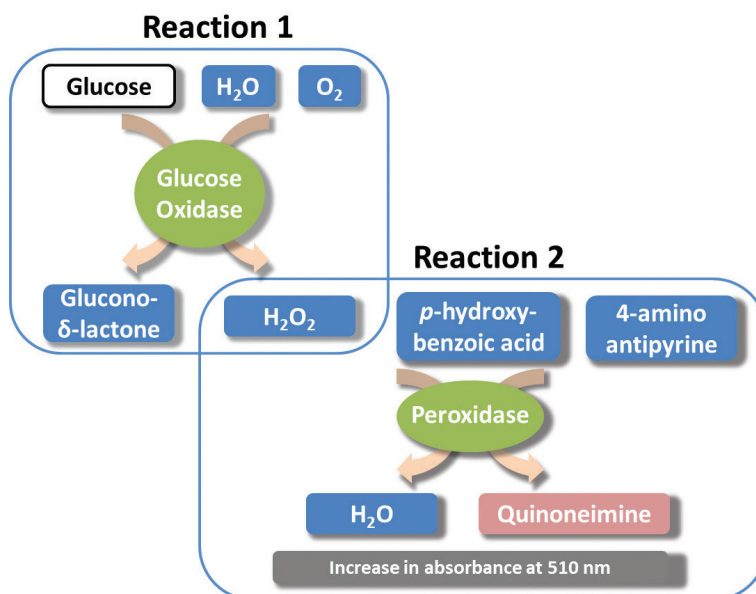 Reaction 1
Glucose
H₂O
O₂
Glucose
Oxidase
Glucono-
δ-lactone
H₂O₂
Reaction 2
p-hydroxy-
benzoic acid
4-amino
antipyrine
Peroxidase
H₂O
Quinoneimine
Increase in absorbance at 510 nm